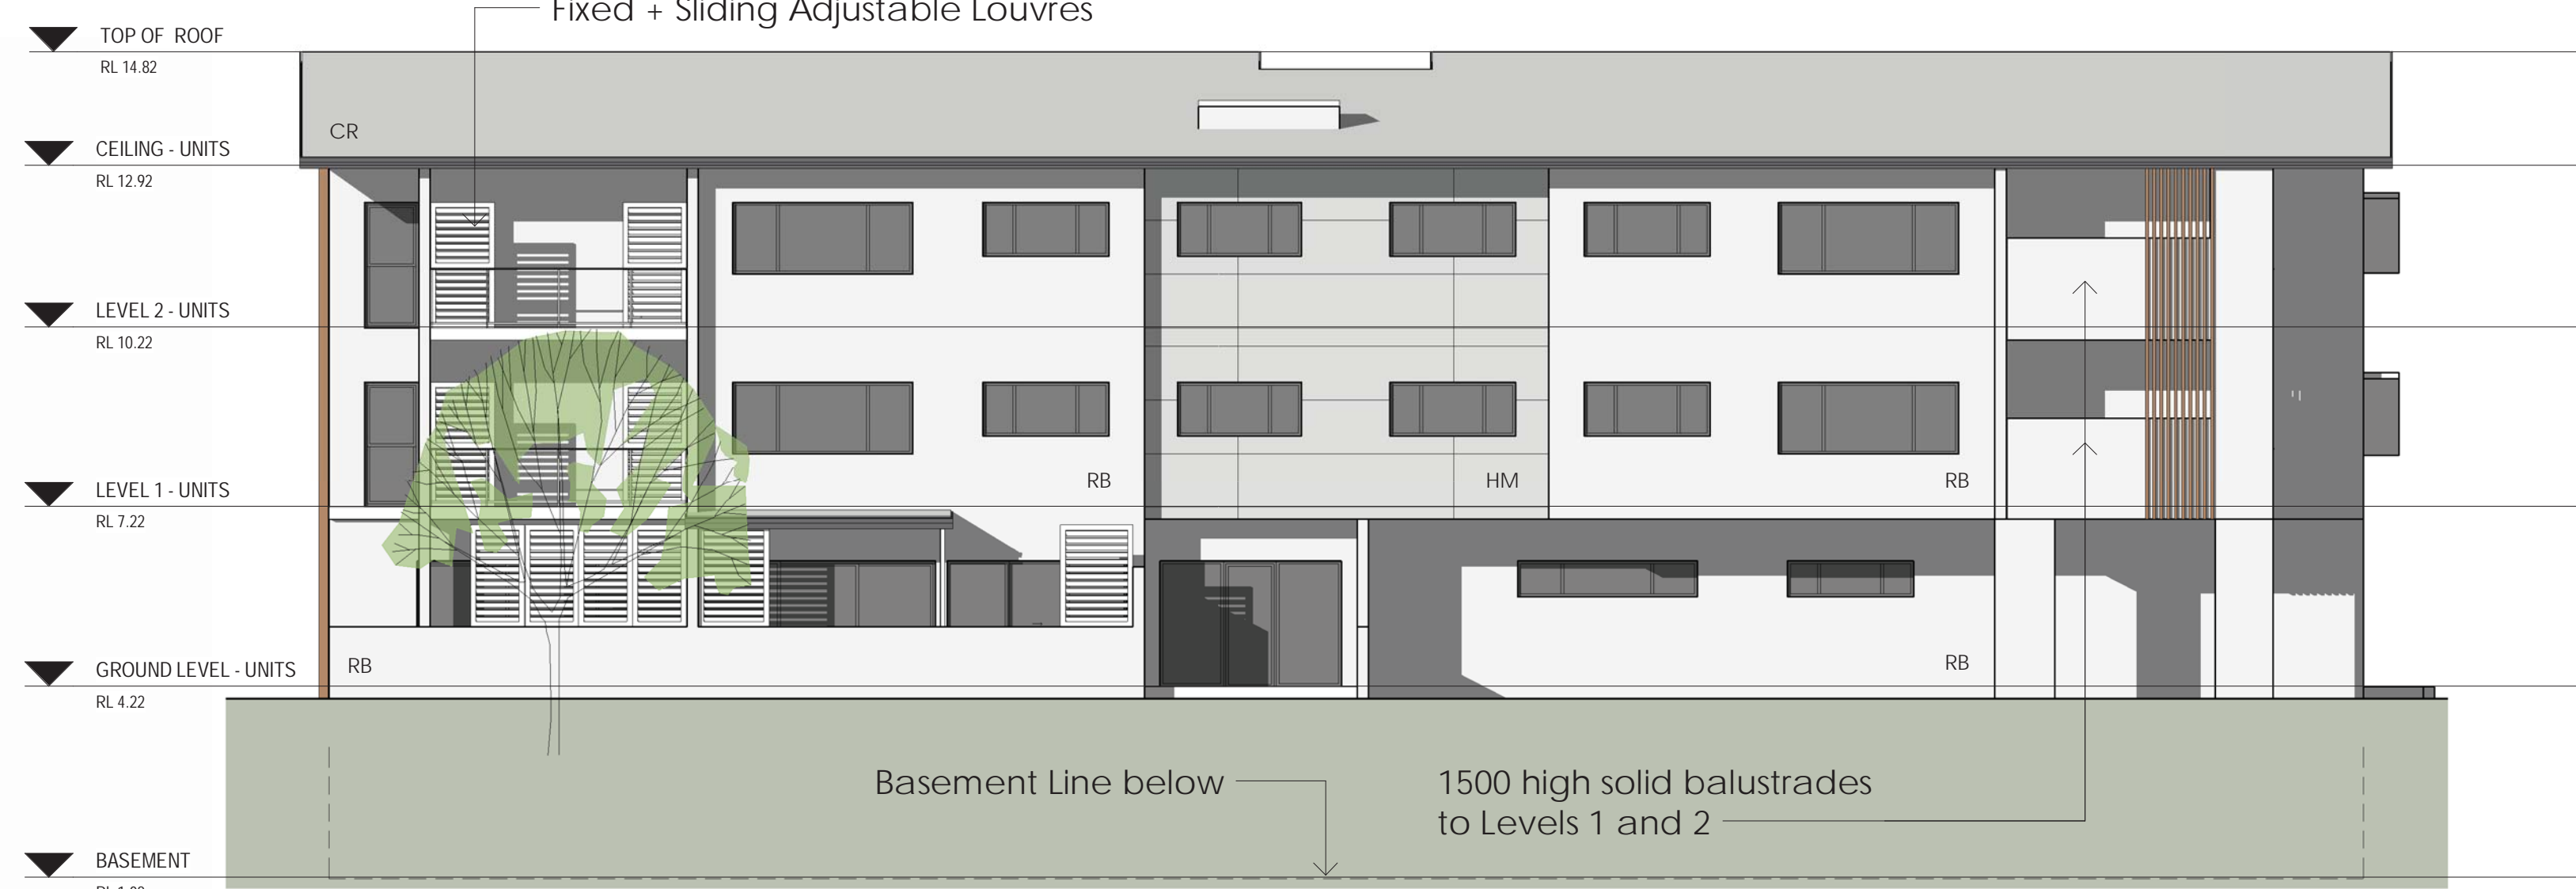 Fixed + Sliding Adjustable Louvres
TOP OF ROOF
RL 14.82
CR
CEILING - UNITS
RL 12.92
LEVEL 2 - UNITS
RL 10.22
RB
HM
RB
LEVEL 1 - UNITS
RL 7.22
GROUND LEVEL - UNITS
RL 4.22
RB
RB
Basement Line below
1500 high solid balustrades
to Levels 1 and 2
BASEMENT